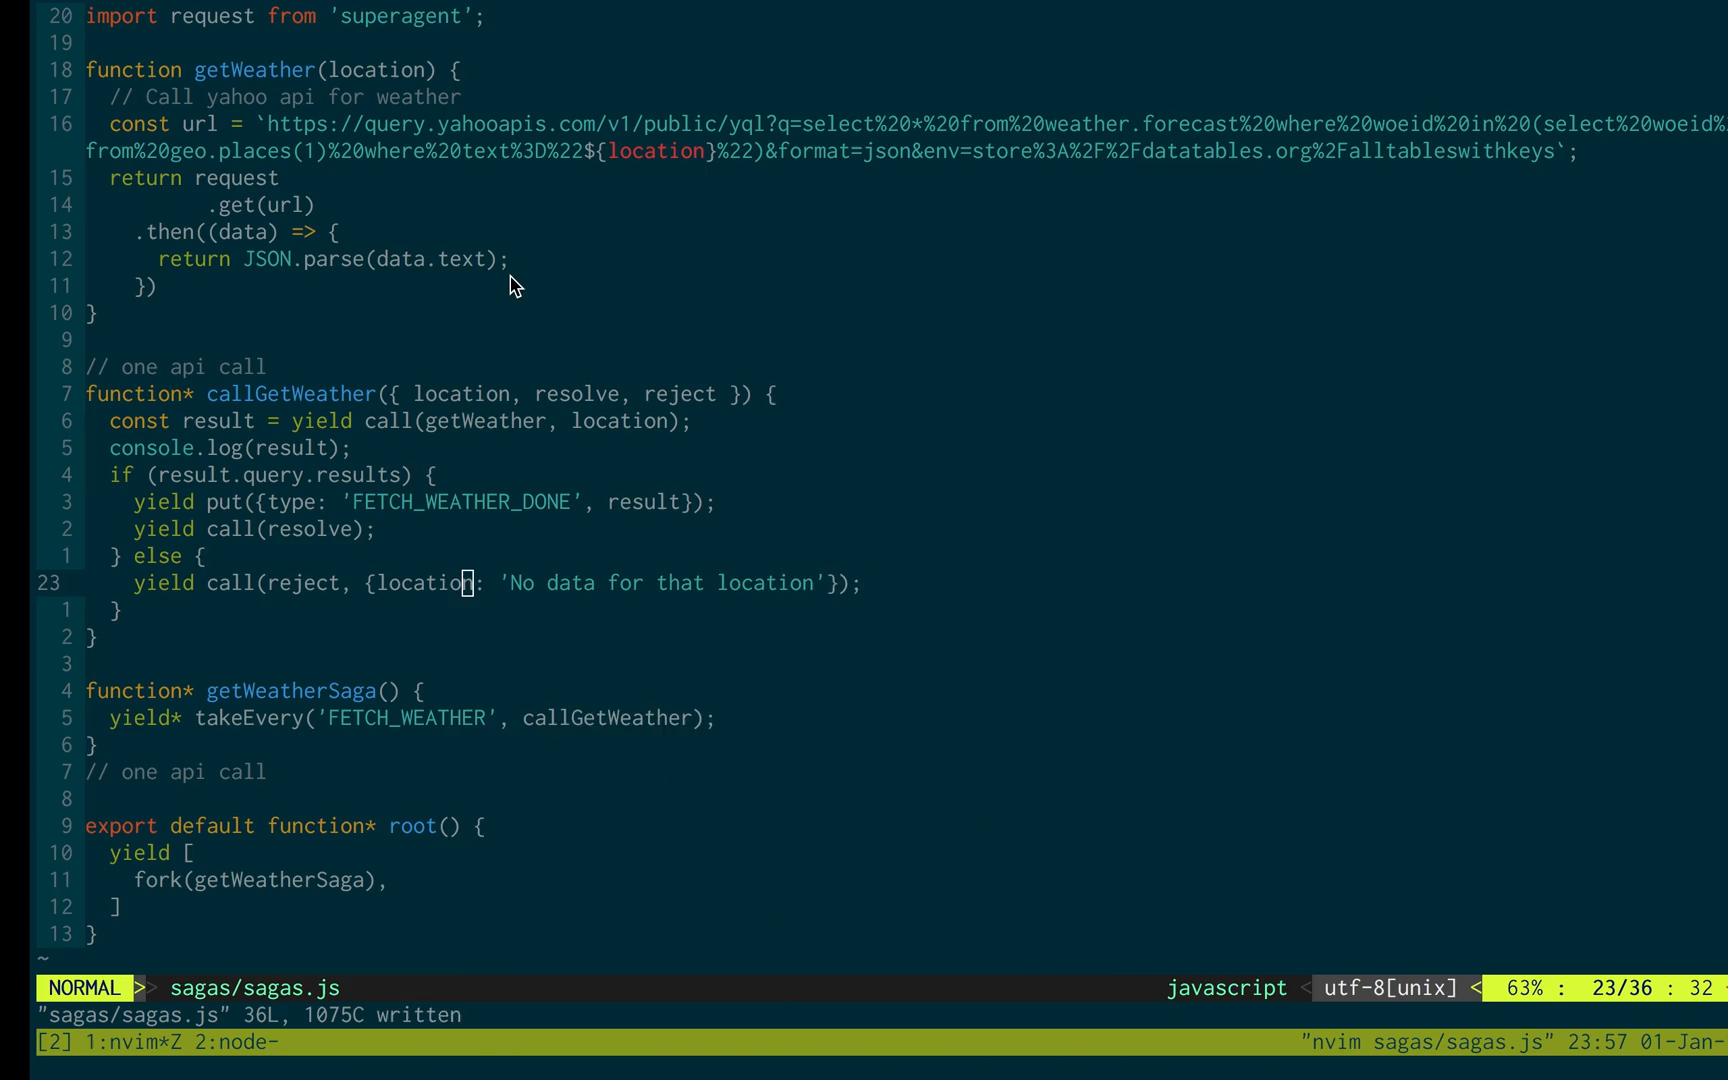 20 import request from 'superagent';
19
18 function getWeather(location) {
17   // Call yahoo api for weather
16   const url = `https://query.yahooapis.com/v1/public/yql?q=select%20*%20from%20weather.forecast%20where%20woeid%20in%20(select%20woeid%
from%20geo.places(1)%20where%20text%3D%22${location}%22)&format=json&env=store%3A%2F%2Fdatatables.org%2Falltableswithkeys`;
15   return request
14           .get(url)
13     .then((data) => {
12       return JSON.parse(data.text);
11     })
10 }
9
8 // one api call
7 function* callGetWeather({ location, resolve, reject }) {
6   const result = yield call(getWeather, location);
5   console.log(result);
4   if (result.query.results) {
3     yield put({type: 'FETCH_WEATHER_DONE', result});
2     yield call(resolve);
1   } else {
23     yield call(reject, {location: 'No data for that location'});
1   }
2 }
3
4 function* getWeatherSaga() {
5   yield* takeEvery('FETCH_WEATHER', callGetWeather);
6 }
7 // one api call
8
9 export default function* root() {
10   yield [
11     fork(getWeatherSaga),
12   ]
13 }
~
NORMAL >> sagas/sagas.js javascript < utf-8[unix] < 63% : 23/36 : 32
"sagas/sagas.js" 36L, 1075C written
[2] 1:nvim*Z 2:node- "nvim sagas/sagas.js" 23:57 01-Jan-